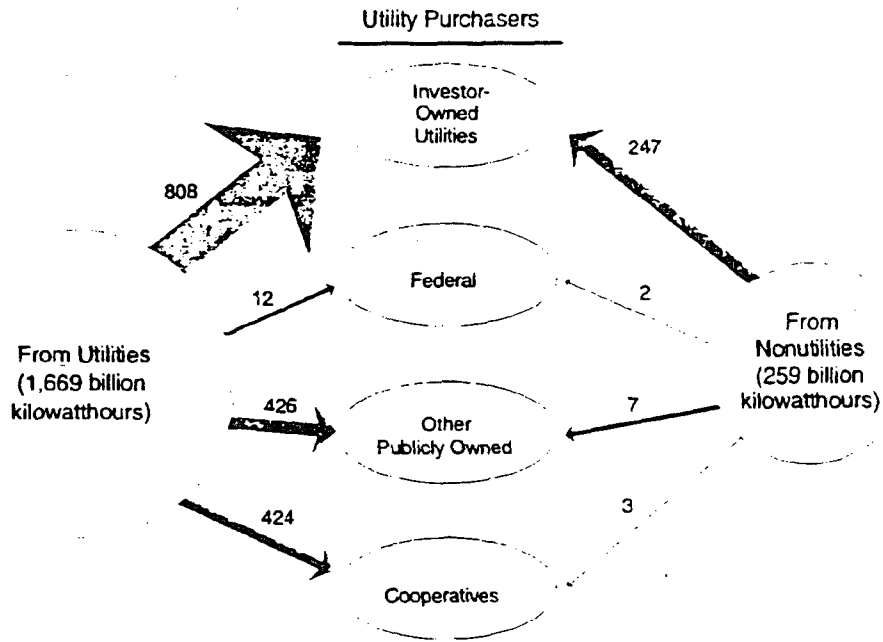 Utility Purchasers
Investor-
Owned
Utilities
808
247
Federal
12
2
From Utilities
(1,669 billion
kilowatthours)
From
Nonutilities
(259 billion
kilowatthours)
426
7
Other
Publicly Owned
424
3
Cooperatives